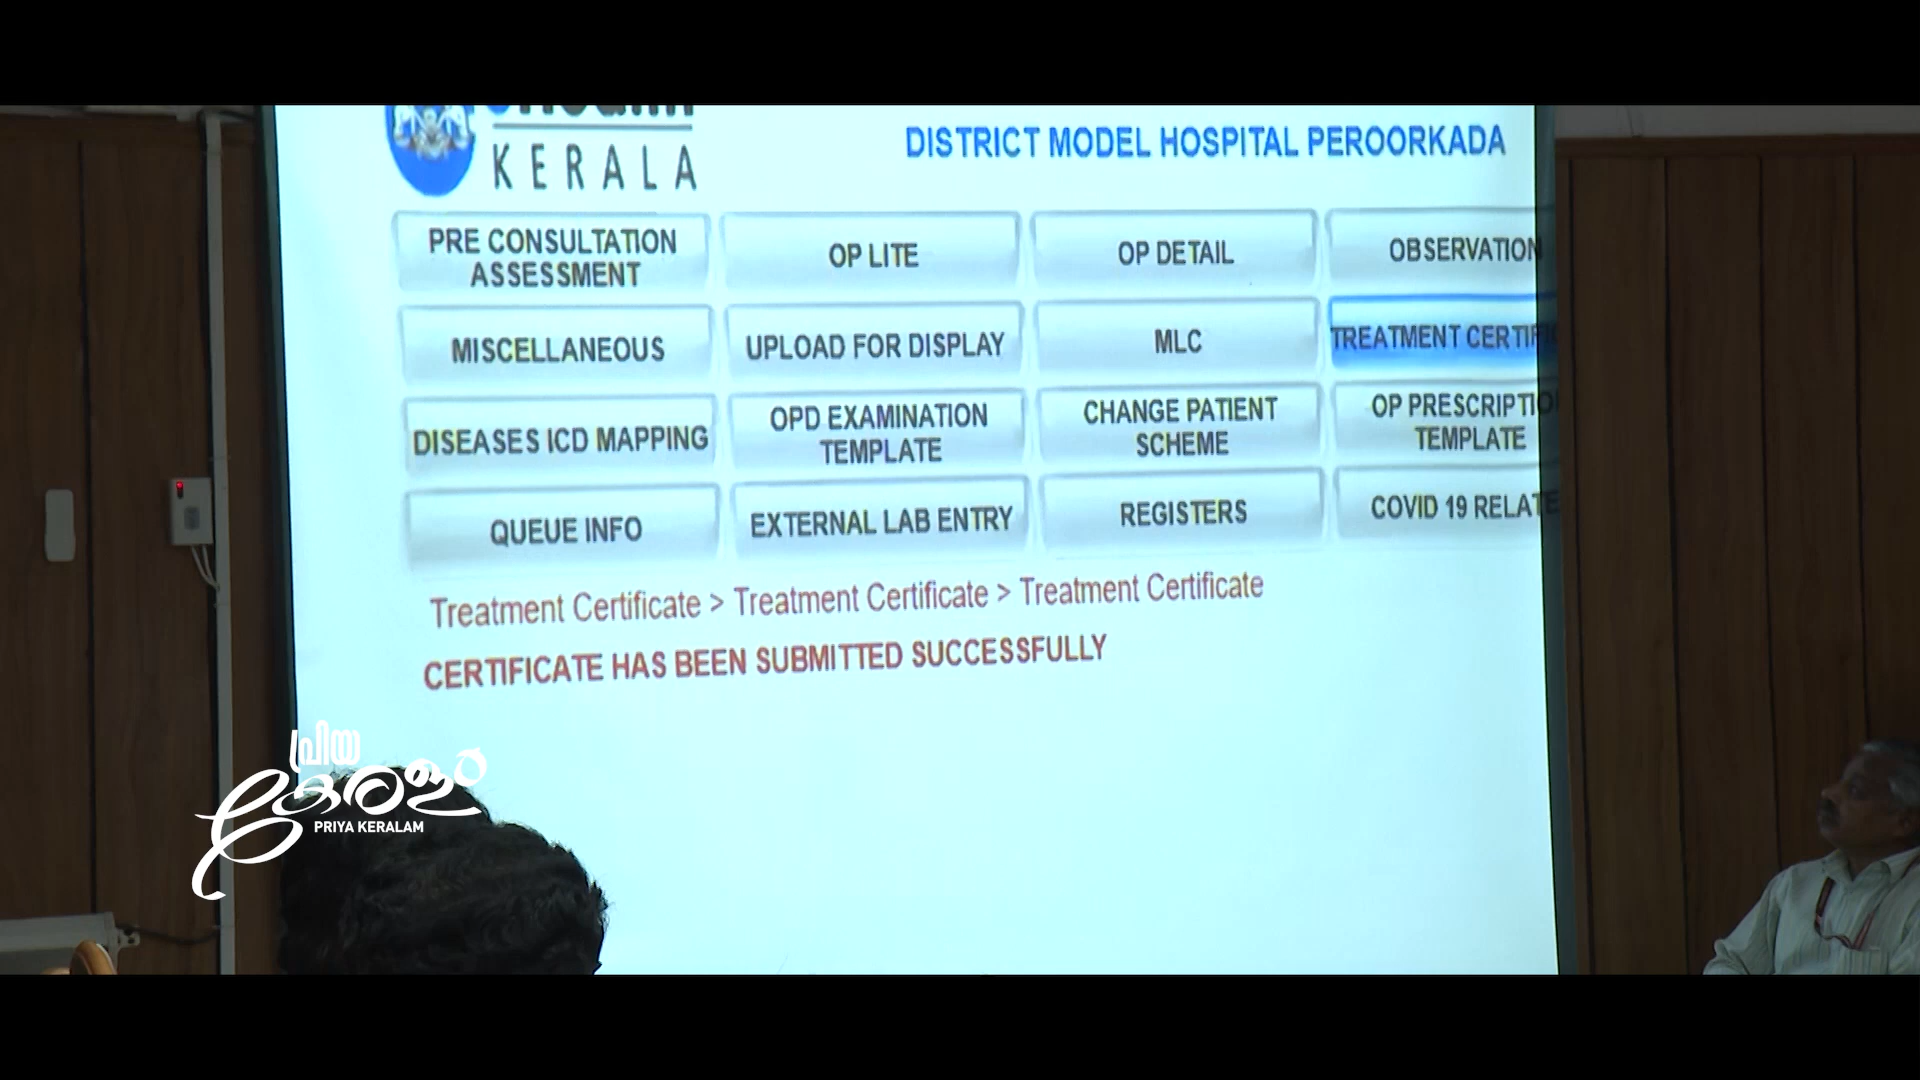 KERALA
DISTRICT MODEL HOSPITAL PEROORKADA
PRE CONSULTATION
ASSESSMENT
OP LITE
OP DETAIL
OBSERVATION
MISCELLANEOUS
UPLOAD FOR DISPLAY
MLC
TREATMENT
DISEASES ICD MAPPING
OPD EXAMINATION
TEMPLATE
CHANGE PATIENT
SCHEME
OP PRESCRIPTIO
TEMPLATE
QUEUE INFO
EXTERNAL LAB ENTRY
REGISTERS
COVID 19 RELATE
Treatment Certificate > Treatment Certificate > Treatment Certificate
CERTIFICATE HAS BEEN SUBMITTED SUCCESSFULLY
പ്രിയ
കേരളം
PRIYA KERALAM